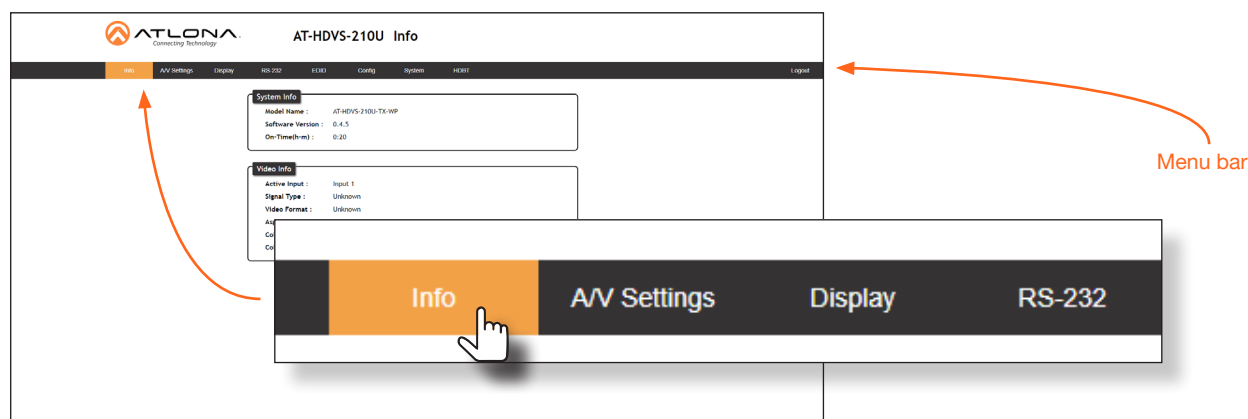 ATLONA.
Connecting Technology
AT-HDVS-210U Info
Info A/V Settings Display RS-232 EDID Config System HDBT Logout
System Info
Model Name : AT-HDVS-210U-TX-WP
Software Version : 0.4.5
On-Time(h-m) : 0:20
Menu bar
Video Info
Active Input : Input 1
Signal Type : Unknown
Video Format : Unknown
Info A/V Settings Display RS-232